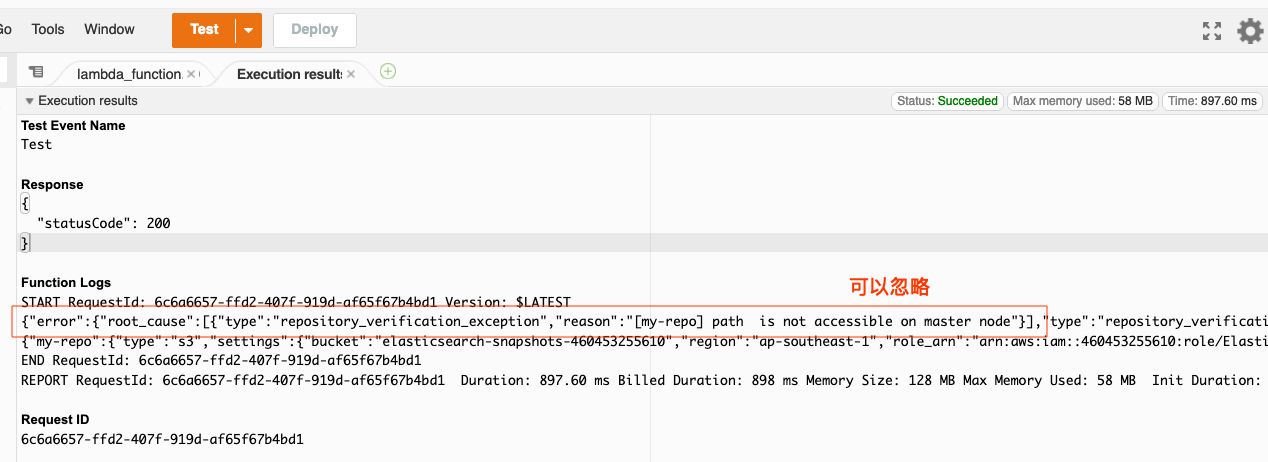 Go Tools Window Test Deploy
lambda_function. Execution results
Execution results Status: Succeeded Max memory used: 58 MB Time: 897.60 ms
Test Event Name
Test
Response
{
"statusCode": 200
}
Function Logs
可以忽略
START RequestId: 6c6a6657-ffd2-407f-919d-af65f67b4bd1 Version: $LATEST
{"error":{"root_cause":[{"type":"repository_verification_exception","reason":"[my-repo] path  is not accessible on master node"}],"type":"repository_verificati
{"my-repo":{"type":"s3","settings":{"bucket":"elasticsearch-snapshots-460453255610","region":"ap-southeast-1","role_arn":"arn:aws:iam::460453255610:role/Elasti
END RequestId: 6c6a6657-ffd2-407f-919d-af65f67b4bd1
REPORT RequestId: 6c6a6657-ffd2-407f-919d-af65f67b4bd1  Duration: 897.60 ms Billed Duration: 898 ms Memory Size: 128 MB Max Memory Used: 58 MB  Init Duration:
Request ID
6c6a6657-ffd2-407f-919d-af65f67b4bd1